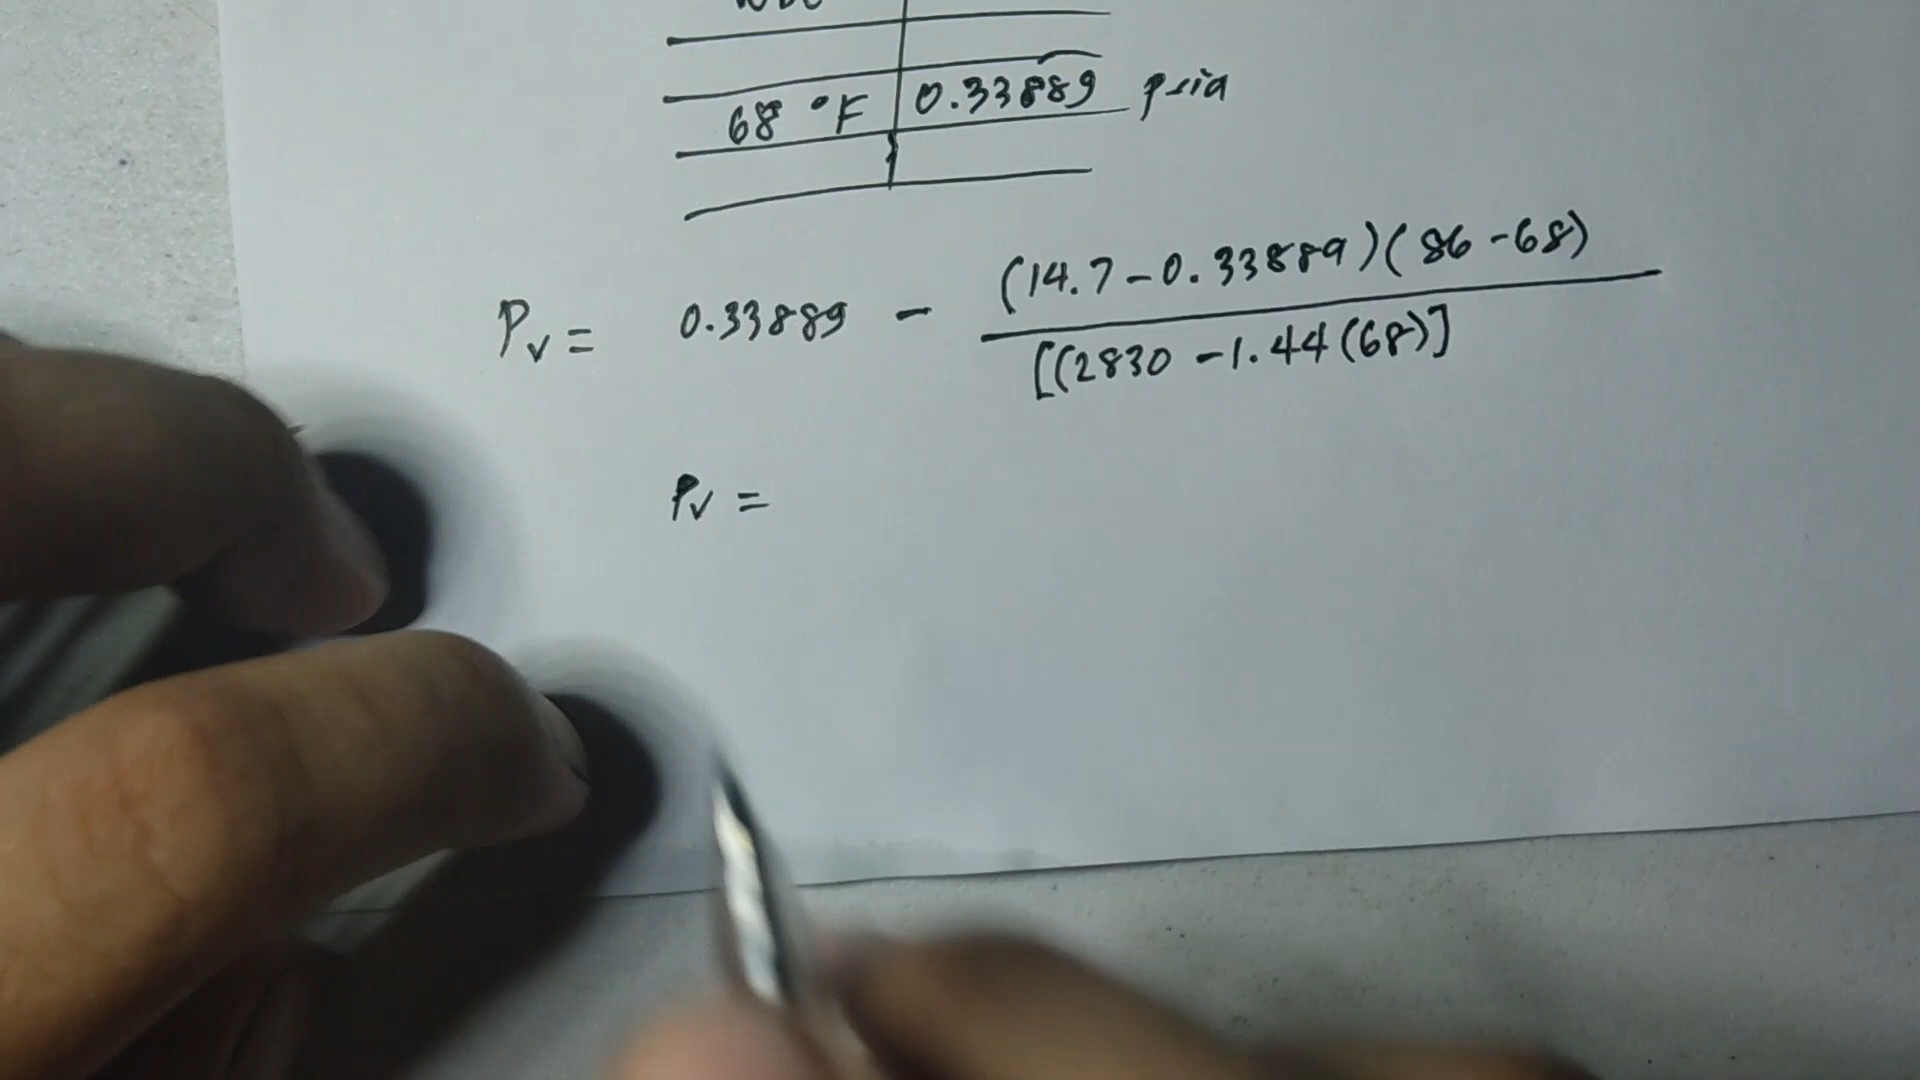 68 °F 0.33889 psia
Pv = 0.33889 - (14.7-0.33889)(86-68)
[(2830-1.44(68)]
Pv =